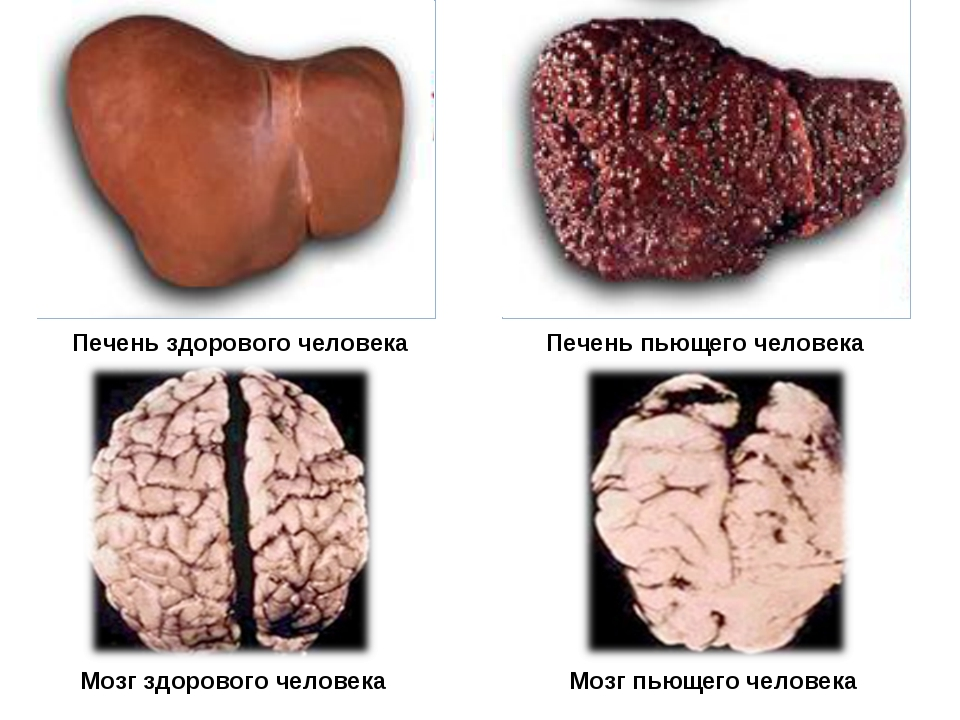 Печень здорового человека
Печень пьющего человека
Мозг здорового человека
Мозг пьющего человека